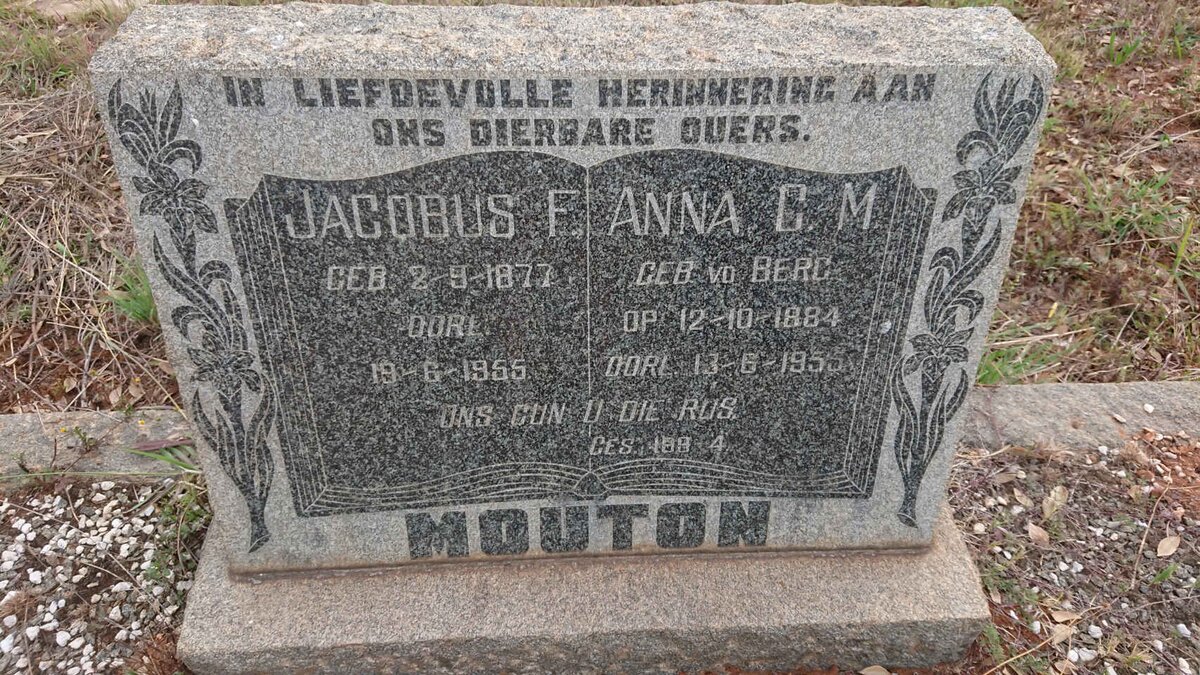 IN LIEFDEVOLLE HERINNERING AAN
ONS DIERBARE OUERS.
JACOBUS F.
GEB. 2-9-1877
OORL.
19-6-1955
ANNA C. M.
GEB. VD BERG
OP 12-10-1884
OORL. 13-6-1955
ONS GUN U DIE RUS.
GES. 188 4
MOUTON